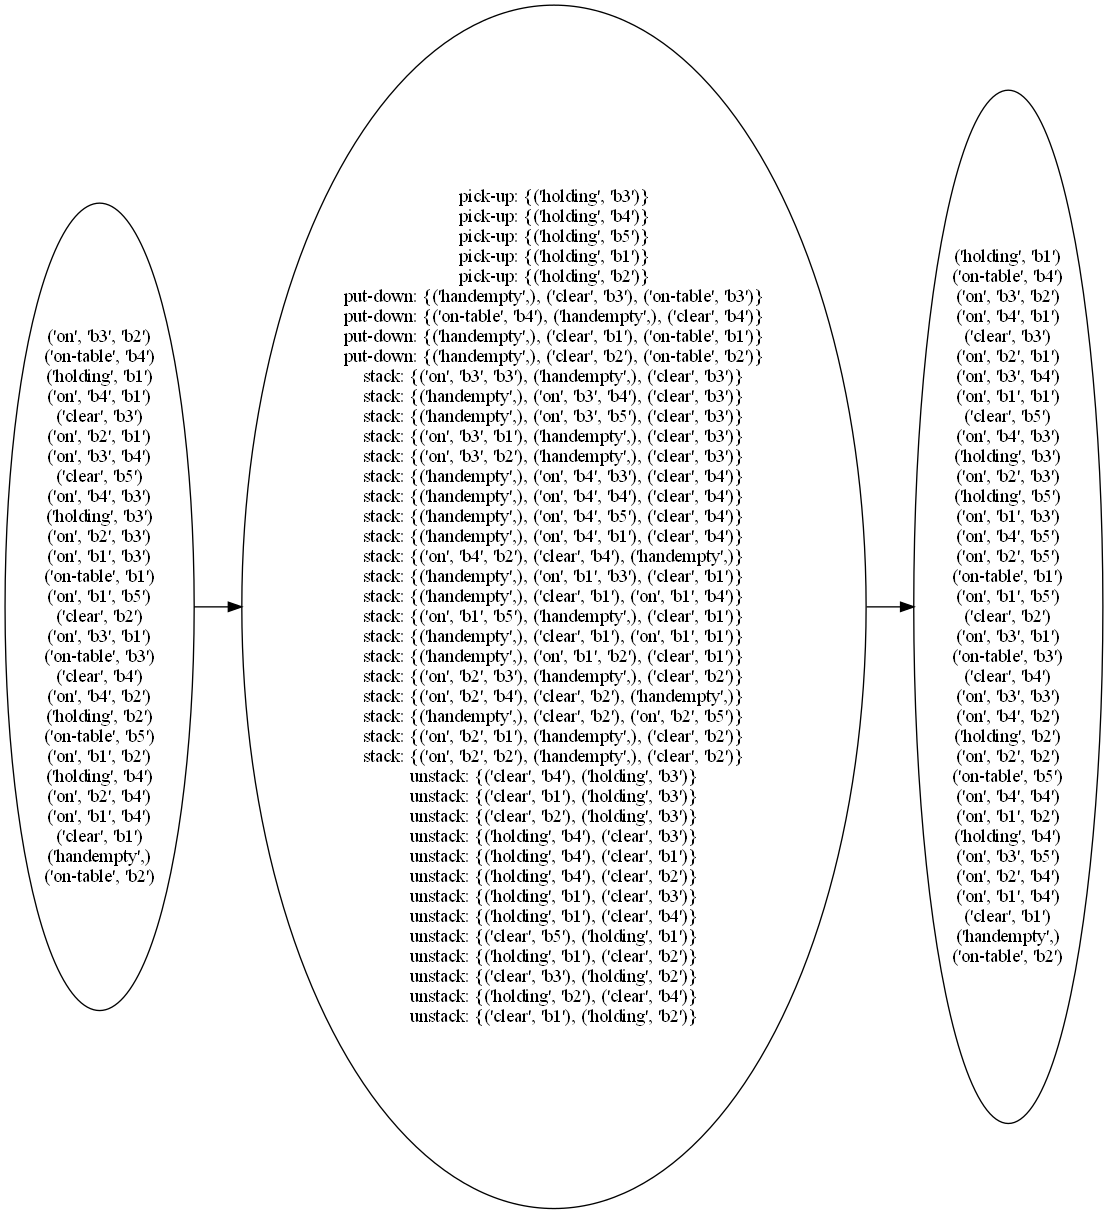 ('on', 'b3', 'b2')
('on-table', 'b4')
('holding', 'b1')
('on', 'b4', 'b1')
('clear', 'b3')
('on', 'b2', 'b1')
('on', 'b3', 'b4')
('clear', 'b5')
('on', 'b4', 'b3')
('holding', 'b3')
('on', 'b2', 'b3')
('on', 'b1', 'b3')
('on-table', 'b1')
('on', 'b1', 'b5')
('clear', 'b2')
('on', 'b3', 'b1')
('on-table', 'b3')
('clear', 'b4')
('on', 'b4', 'b2')
('holding', 'b2')
('on-table', 'b5')
('on', 'b1', 'b2')
('holding', 'b4')
('on', 'b2', 'b4')
('on', 'b1', 'b4')
('clear', 'b1')
('handempty',)
('on-table', 'b2')
pick-up: {('holding', 'b3')}
pick-up: {('holding', 'b4')}
pick-up: {('holding', 'b5')}
pick-up: {('holding', 'b1')}
pick-up: {('holding', 'b2')}
put-down: {('handempty',), ('clear', 'b3'), ('on-table', 'b3')}
put-down: {('on-table', 'b4'), ('handempty',), ('clear', 'b4')}
put-down: {('handempty',), ('clear', 'b1'), ('on-table', 'b1')}
put-down: {('handempty',), ('clear', 'b2'), ('on-table', 'b2')}
stack: {('on', 'b3', 'b3'), ('handempty',), ('clear', 'b3')}
stack: {('handempty',), ('on', 'b3', 'b4'), ('clear', 'b3')}
stack: {('handempty',), ('on', 'b3', 'b5'), ('clear', 'b3')}
stack: {('on', 'b3', 'b1'), ('handempty',), ('clear', 'b3')}
stack: {('on', 'b3', 'b2'), ('handempty',), ('clear', 'b3')}
stack: {('handempty',), ('on', 'b4', 'b3'), ('clear', 'b4')}
stack: {('handempty',), ('on', 'b4', 'b4'), ('clear', 'b4')}
stack: {('handempty',), ('on', 'b4', 'b5'), ('clear', 'b4')}
stack: {('handempty',), ('on', 'b4', 'b1'), ('clear', 'b4')}
stack: {('on', 'b4', 'b2'), ('clear', 'b4'), ('handempty',)}
stack: {('handempty',), ('on', 'b1', 'b3'), ('clear', 'b1')}
stack: {('handempty',), ('clear', 'b1'), ('on', 'b1', 'b4')}
stack: {('on', 'b1', 'b5'), ('handempty',), ('clear', 'b1')}
stack: {('handempty',), ('clear', 'b1'), ('on', 'b1', 'b1')}
stack: {('handempty',), ('on', 'b1', 'b2'), ('clear', 'b1')}
stack: {('on', 'b2', 'b3'), ('handempty',), ('clear', 'b2')}
stack: {('on', 'b2', 'b4'), ('clear', 'b2'), ('handempty',)}
stack: {('handempty',), ('clear', 'b2'), ('on', 'b2', 'b5')}
stack: {('on', 'b2', 'b1'), ('handempty',), ('clear', 'b2')}
stack: {('on', 'b2', 'b2'), ('handempty',), ('clear', 'b2')}
unstack: {('clear', 'b4'), ('holding', 'b3')}
unstack: {('clear', 'b1'), ('holding', 'b3')}
unstack: {('clear', 'b2'), ('holding', 'b3')}
unstack: {('holding', 'b4'), ('clear', 'b3')}
unstack: {('holding', 'b4'), ('clear', 'b1')}
unstack: {('holding', 'b4'), ('clear', 'b2')}
unstack: {('holding', 'b1'), ('clear', 'b3')}
unstack: {('holding', 'b1'), ('clear', 'b4')}
unstack: {('clear', 'b5'), ('holding', 'b1')}
unstack: {('holding', 'b1'), ('clear', 'b2')}
unstack: {('clear', 'b3'), ('holding', 'b2')}
unstack: {('holding', 'b2'), ('clear', 'b4')}
unstack: {('clear', 'b1'), ('holding', 'b2')}
('holding', 'b1')
('on-table', 'b4')
('on', 'b3', 'b2')
('on', 'b4', 'b1')
('clear', 'b3')
('on', 'b2', 'b1')
('on', 'b3', 'b4')
('on', 'b1', 'b1')
('clear', 'b5')
('on', 'b4', 'b3')
('holding', 'b3')
('on', 'b2', 'b3')
('holding', 'b5')
('on', 'b1', 'b3')
('on', 'b4', 'b5')
('on', 'b2', 'b5')
('on-table', 'b1')
('on', 'b1', 'b5')
('clear', 'b2')
('on', 'b3', 'b1')
('on-table', 'b3')
('clear', 'b4')
('on', 'b3', 'b3')
('on', 'b4', 'b2')
('holding', 'b2')
('on', 'b2', 'b2')
('on-table', 'b5')
('on', 'b4', 'b4')
('on', 'b1', 'b2')
('holding', 'b4')
('on', 'b3', 'b5')
('on', 'b2', 'b4')
('on', 'b1', 'b4')
('clear', 'b1')
('handempty',)
('on-table', 'b2')